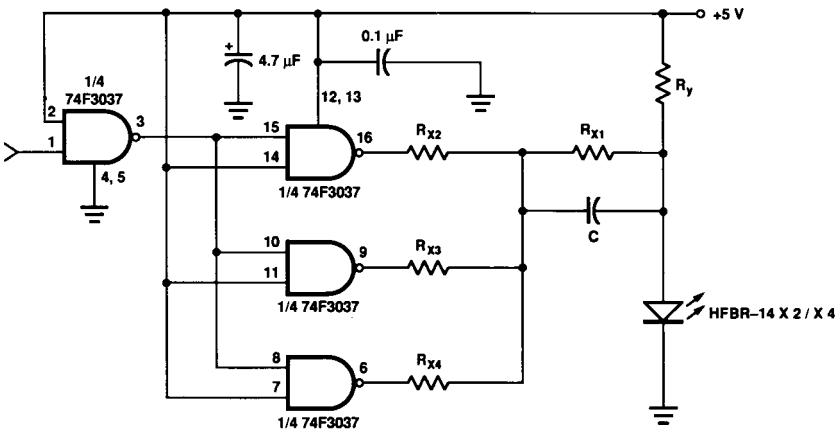 +5 V
0.1 µF
+
4.7 µF
R_y
1/4
74F3037
12, 13
2
3
1
15
16
R_X2
R_X1
14
4, 5
1/4 74F3037
C
10
9
R_X3
11
1/4 74F3037
HFBR–14 X 2 / X 4
8
6
R_X4
7
1/4 74F3037